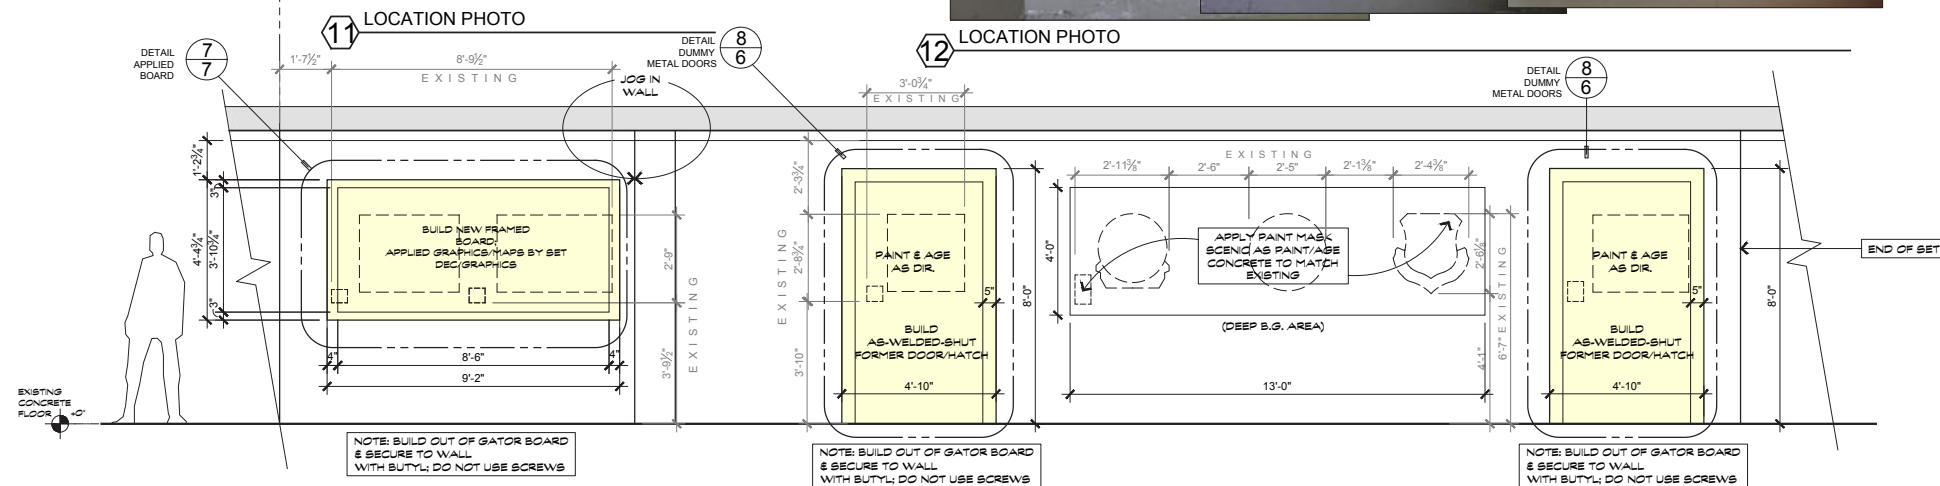 11
LOCATION PHOTO
12
LOCATION PHOTO
DETAIL
APPLIED
BOARD
7
7
1'-7½"
8'-9½"
EXISTING
JOG IN
WALL
DETAIL
DUMMY
METAL DOORS
8
6
3'-0¾"
EXISTING
DETAIL
DUMMY
METAL DOORS
8
6
1'-2¾"
4'-4¾"
3"
3'-10¾"
3"
BUILD NEW FRAMED
BOARD;
APPLIED GRAPHICS/MAPS BY SET
DEC/GRAPHICS
4"
8'-6"
4"
9'-2"
2'-9"
3'-9½"
EXISTING
EXISTING
2'-3¾"
2'-8¾"
3'-10"
PAINT & AGE
AS DIR.
5"
BUILD
AS-WELDED-SHUT
FORMER DOOR/HATCH
4'-10"
8'-0"
4'-0"
EXISTING
2'-11⅜"
2'-6"
2'-5"
2'-1⅜"
2'-4⅜"
APPLY PAINT MASK
SCENIC AS PAINT/AGE
CONCRETE TO MATCH
EXISTING
(DEEP B.G. AREA)
13'-0"
4'-1"
6'-7" EXISTING
PAINT & AGE
AS DIR.
5"
BUILD
AS-WELDED-SHUT
FORMER DOOR/HATCH
4'-10"
8'-0"
END OF SET
EXISTING
CONCRETE
FLOOR
+0"
NOTE: BUILD OUT OF GATOR BOARD
& SECURE TO WALL
WITH BUTYL; DO NOT USE SCREWS
NOTE: BUILD OUT OF GATOR BOARD
& SECURE TO WALL
WITH BUTYL; DO NOT USE SCREWS
NOTE: BUILD OUT OF GATOR BOARD
& SECURE TO WALL
WITH BUTYL; DO NOT USE SCREWS